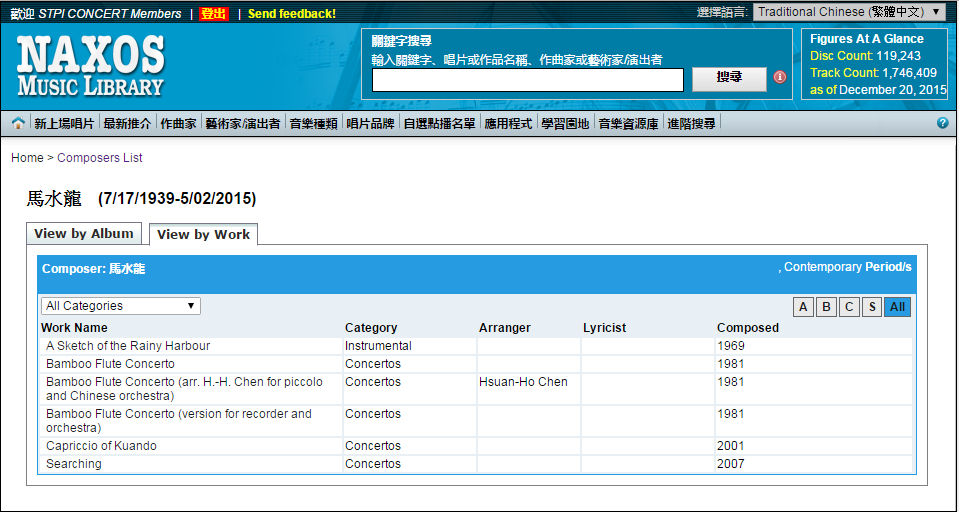 歡迎 STPI CONCERT Members | 登出 | Send feedback!
選擇語言: Traditional Chinese (繁體中文) ▼
NAXOS
MUSIC LIBRARY
關鍵字搜尋
輸入關鍵字、唱片或作品名稱、作曲家或藝術家/演出者
搜尋
Figures At A Glance
Disc Count: 119,243
Track Count: 1,746,409
as of December 20, 2015
新上場唱片 | 最新推介 | 作曲家 | 藝術家/演出者 | 音樂種類 | 唱片品牌 | 自選點播名單 | 應用程式 | 學習園地 | 音樂資源庫 | 進階搜尋 ?
Home > Composers List
馬水龍 (7/17/1939-5/02/2015)
View by Album View by Work
Composer: 馬水龍 , Contemporary Period/s
All Categories ▼ A B C S All
Work Name Category Arranger Lyricist Composed
A Sketch of the Rainy Harbour Instrumental 1969
Bamboo Flute Concerto Concertos 1981
Bamboo Flute Concerto (arr. H.-H. Chen for piccolo Concertos Hsuan-Ho Chen 1981
and Chinese orchestra)
Bamboo Flute Concerto (version for recorder and Concertos 1981
orchestra)
Capriccio of Kuando Concertos 2001
Searching Concertos 2007